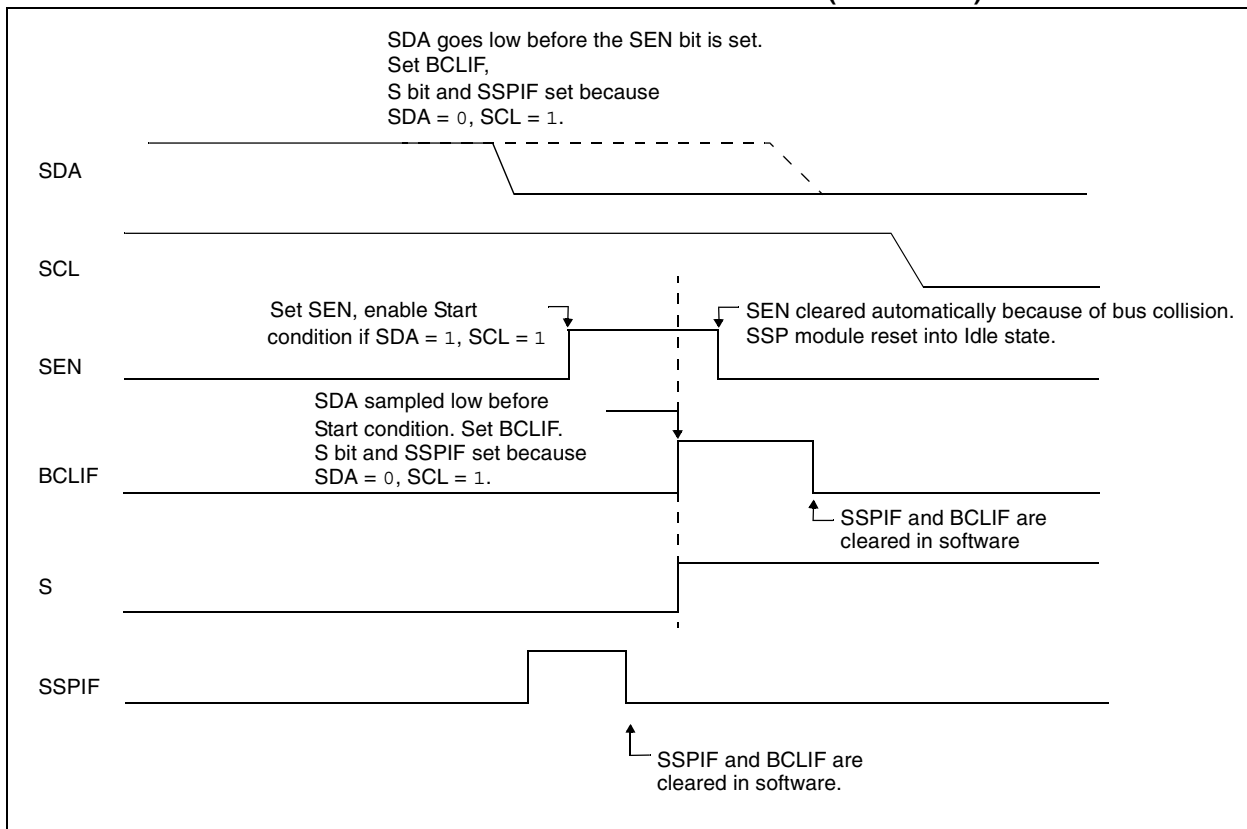 SDA goes low before the SEN bit is set.
Set BCLIF,
S bit and SSPIF set because
SDA = 0, SCL = 1.
SDA
SCL
Set SEN, enable Start
condition if SDA = 1, SCL = 1
SEN cleared automatically because of bus collision.
SSP module reset into Idle state.
SEN
SDA sampled low before
Start condition. Set BCLIF.
S bit and SSPIF set because
SDA = 0, SCL = 1.
BCLIF
SSPIF and BCLIF are
cleared in software
S
SSPIF
SSPIF and BCLIF are
cleared in software.